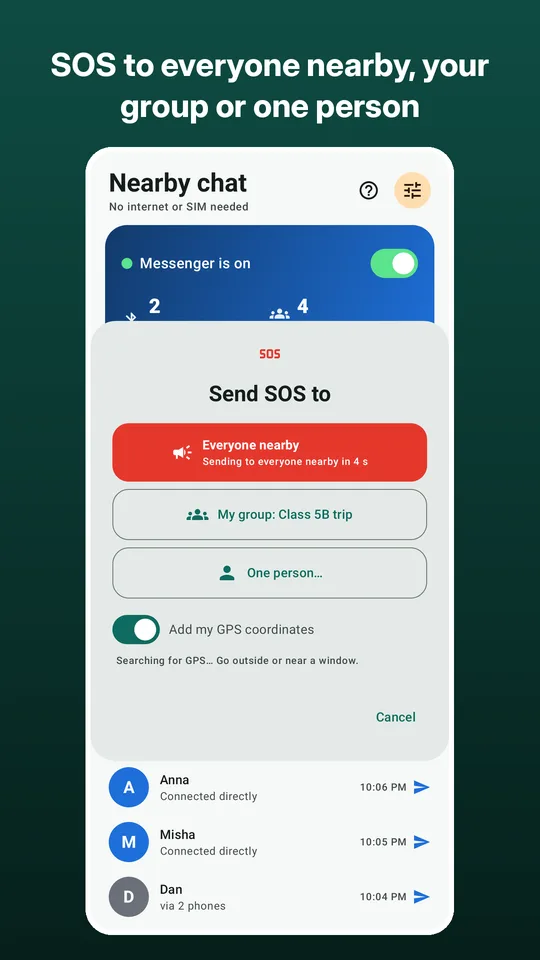 SOS to everyone nearby, your
group or one person
Nearby chat
No internet or SIM needed
Messenger is on
2
4
SOS
Send SOS to
Everyone nearby
Sending to everyone nearby in 4 s
My group: Class 5B trip
One person...
Add my GPS coordinates
Searching for GPS... Go outside or near a window.
Cancel
A
Anna
Connected directly
10:06 PM
M
Misha
Connected directly
10:05 PM
D
Dan
via 2 phones
10:04 PM